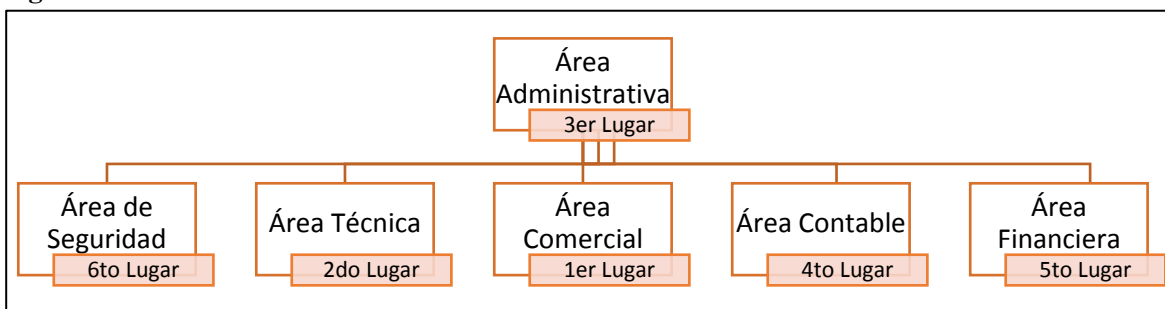 Área
Administrativa
3er Lugar
Área de
Seguridad
6to Lugar
Área Técnica
2do Lugar
Área
Comercial
1er Lugar
Área Contable
4to Lugar
Área
Financiera
5to Lugar